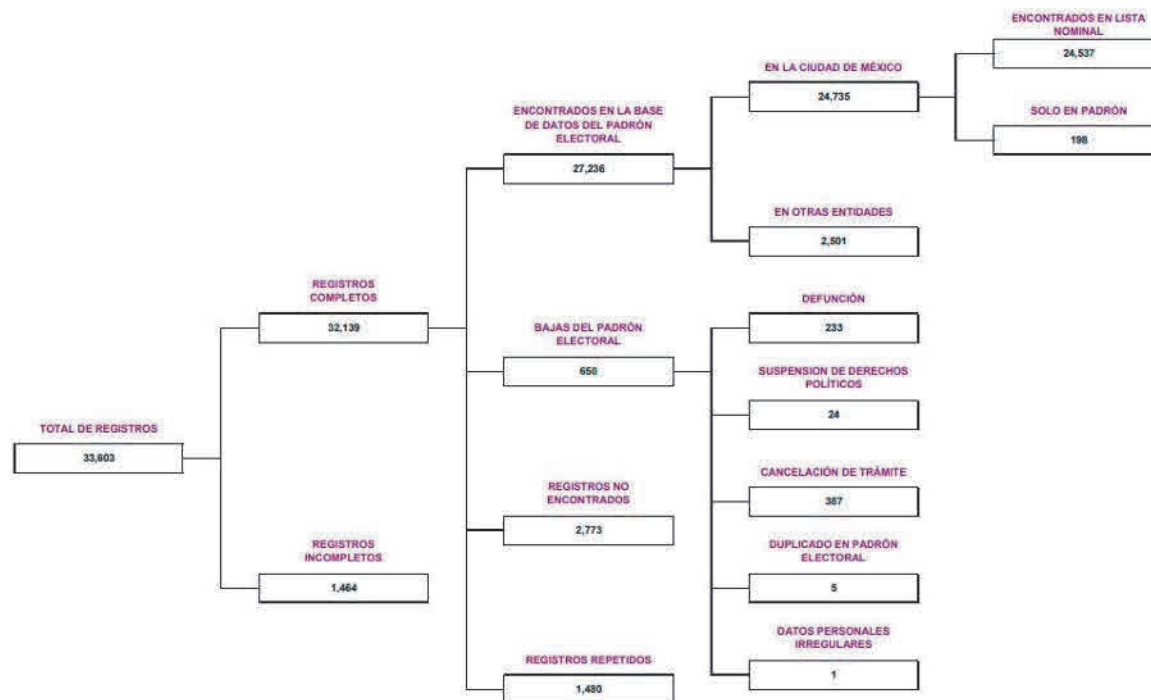 TOTAL DE REGISTROS
33,603
REGISTROS
COMPLETOS
32,139
REGISTROS
INCOMPLETOS
1,464
ENCONTRADOS EN LA BASE
DE DATOS DEL PADRÓN
ELECTORAL
27,236
BAJAS DEL PADRÓN
ELECTORAL
650
REGISTROS NO
ENCONTRADOS
2,773
REGISTROS REPETIDOS
1,480
EN LA CIUDAD DE MÉXICO
24,735
EN OTRAS ENTIDADES
2,501
DEFUNCIÓN
233
SUSPENSION DE DERECHOS
POLÍTICOS
24
CANCELACIÓN DE TRÁMITE
387
DUPLICADO EN PADRÓN
ELECTORAL
5
DATOS PERSONALES
IRREGULARES
1
ENCONTRADOS EN LISTA
NOMINAL
24,537
SOLO EN PADRÓN
198